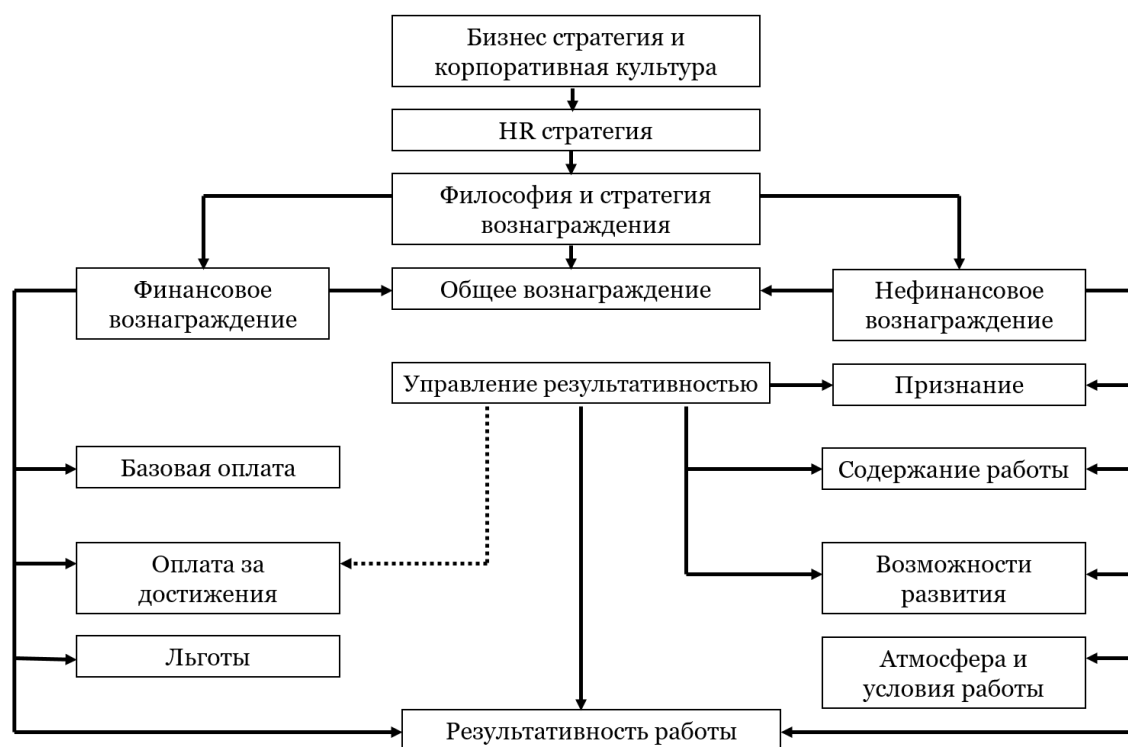 Бизнес стратегия и
корпоративная культура
HR стратегия
Философия и стратегия
вознаграждения
Финансовое
вознаграждение
Общее вознаграждение
Нефинансовое
вознаграждение
Управление результативностью
Признание
Базовая оплата
Содержание работы
Оплата за
достижения
Возможности
развития
Льготы
Атмосфера и
условия работы
Результативность работы